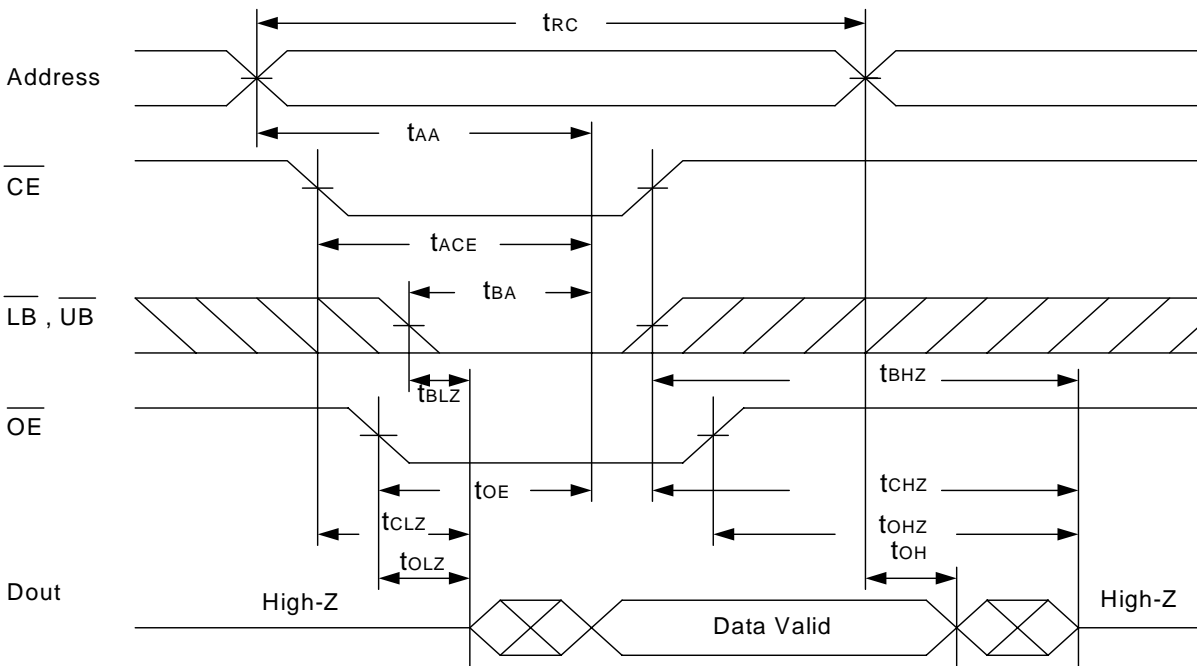 tRC
Address
tAA
CE
tACE
tBA
LB , UB
tBHZ
tBLZ
OE
tCHZ
tOE
tCLZ
tOHZ
tOH
tOLZ
Dout
High-Z
Data Valid
High-Z